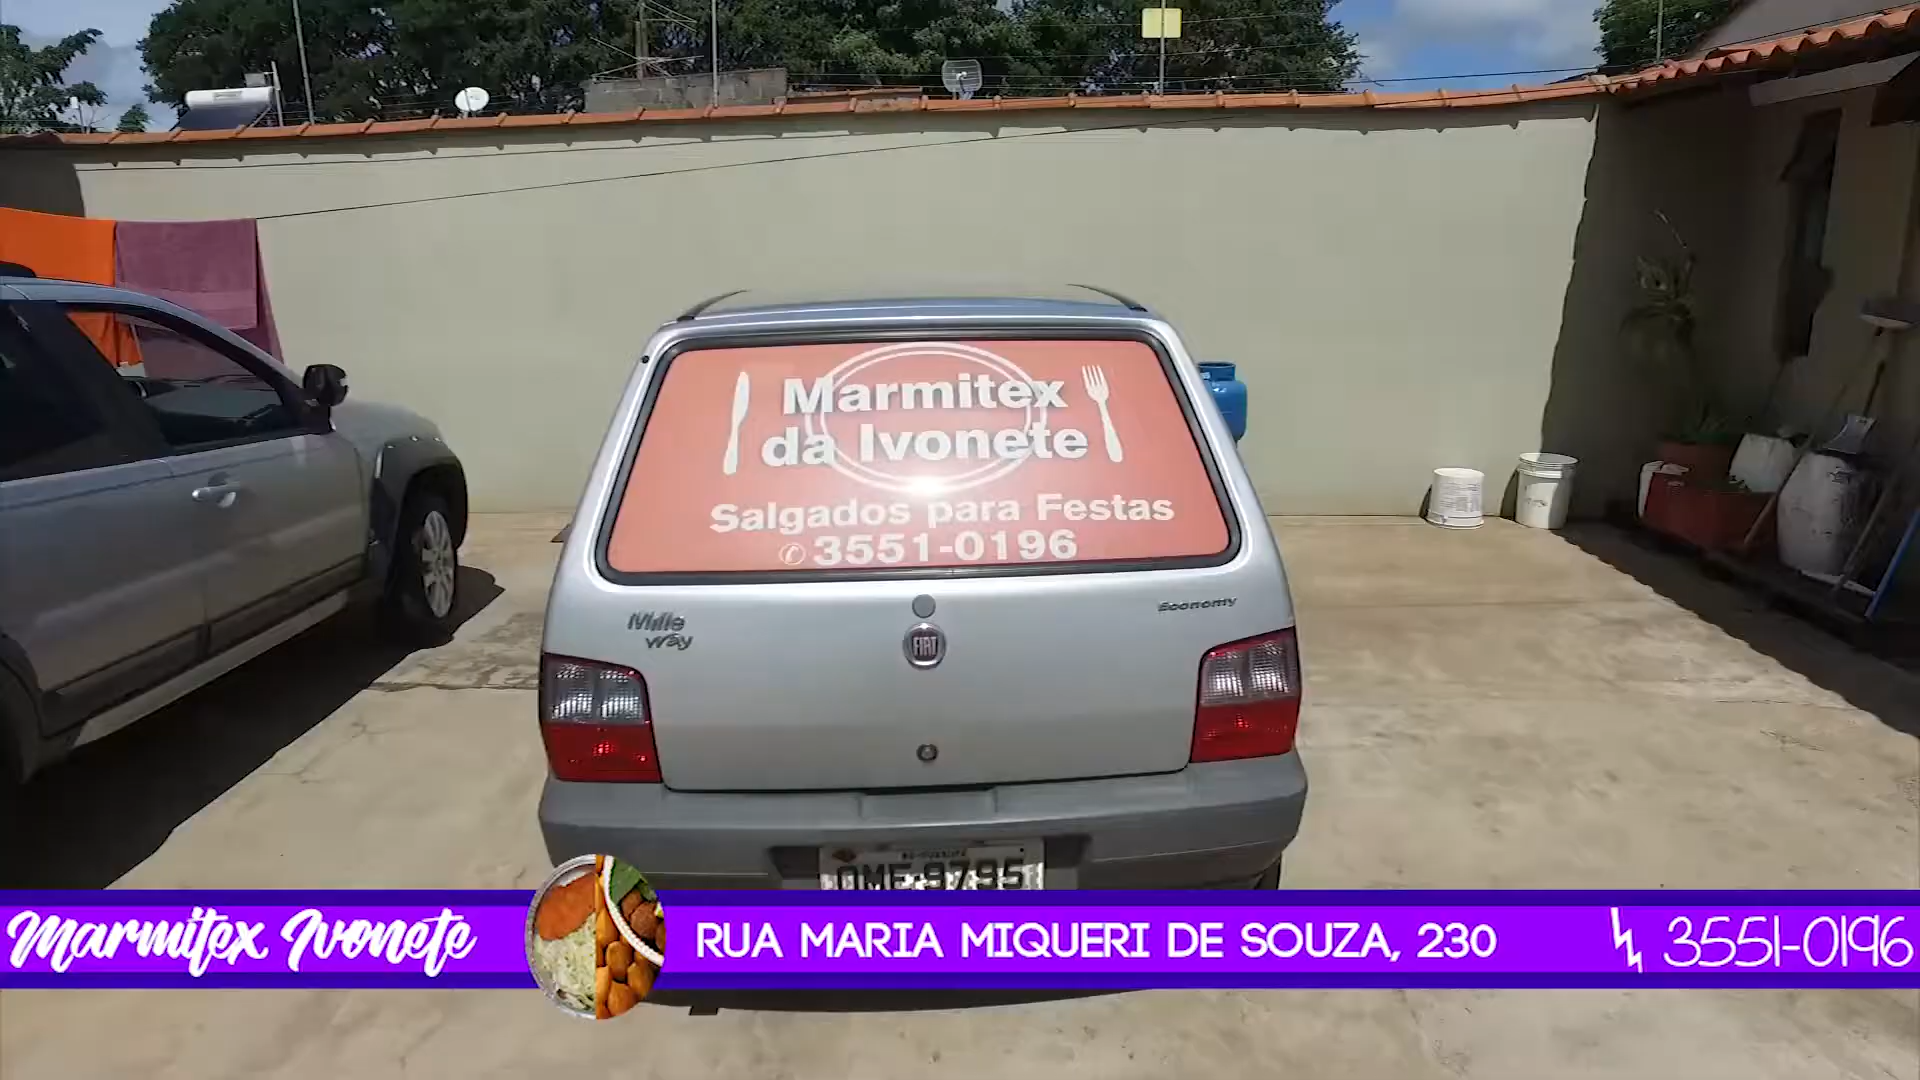 Marmitex
da Ivonete
Salgados para Festas
3551-0196
Mille
way
Economy
FIAT
Marmitex Ivonete
RUA MARIA MIQUERI DE SOUZA, 230
3551-0196